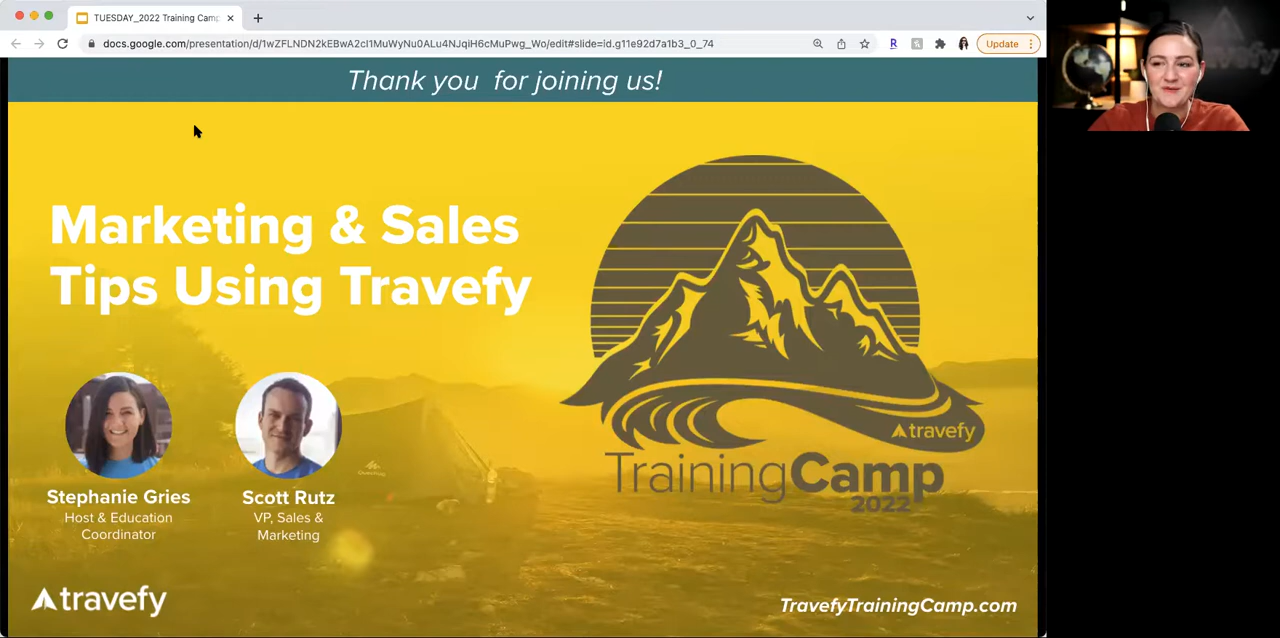 TUESDAY_2022 Training Camp
docs.google.com/presentation/d/1wZFLNDN2kEBwA2cI1MuWyNu0ALu4NJqiH6cMuPwg_Wo/edit#slide=id.g11e92d7a1b3_0_74
Update
Thank you for joining us!
Marketing & Sales
Tips Using Travefy
travefy
TrainingCamp
2022
Stephanie Gries
Host & Education
Coordinator
Scott Rutz
VP, Sales &
Marketing
travefy
TravefyTrainingCamp.com